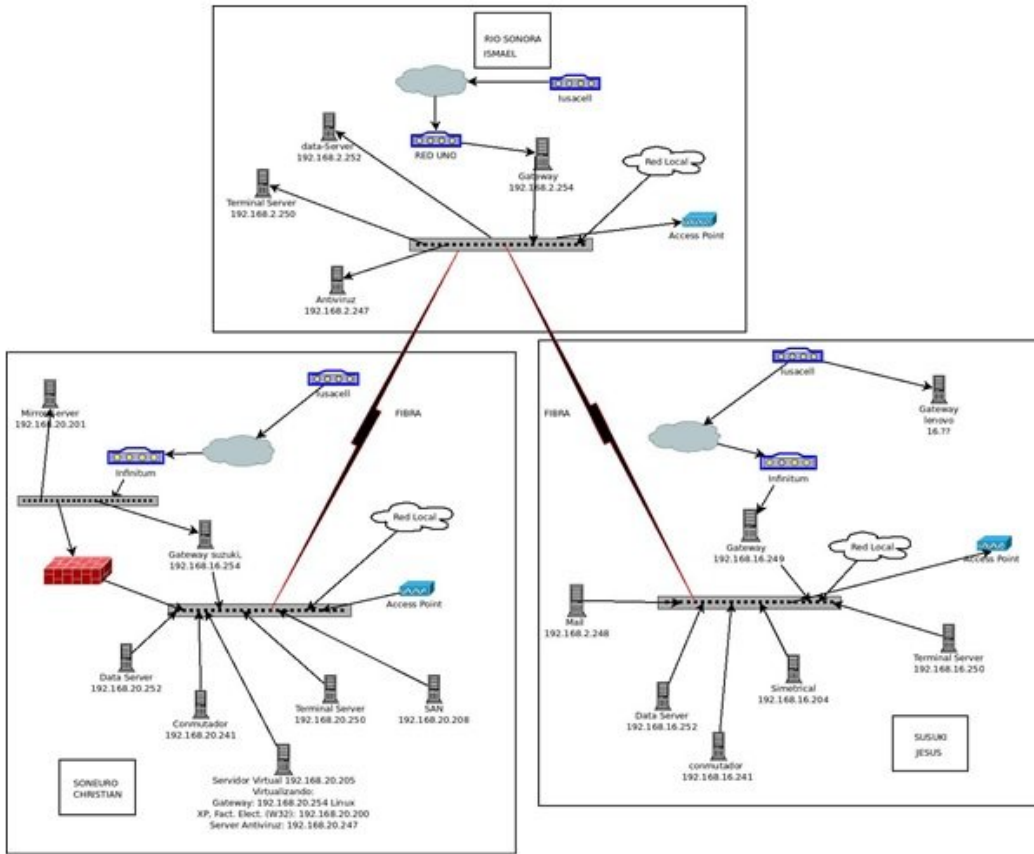 RIO SONORA
ISMAEL
Iusacell
data-Server
192.168.2.252
RED UNO
Gateway
192.168.2.254
Red Local
Terminal Server
192.168.2.250
Access Point
Antiviruz
192.168.2.247
Iusacell
Mirror Server
192.168.20.201
FIBRA
Infinitum
Red Local
Gateway suzuki,
192.168.16.254
Access Point
Data Server
192.168.20.252
Conmutador
192.168.20.241
Terminal Server
192.168.20.250
SAN
192.168.20.208
Servidor Virtual 192.168.20.205
Virtualizando:
Gateway: 192.168.20.254 Linux
XP, Fact. Elect. (W32): 192.168.20.200
Server Antiviruz: 192.168.20.247
SONEURO
CHRISTIAN
Iusacell
Gateway
lenovo
16.??
FIBRA
Infinitum
Gateway
192.168.16.249
Red Local
Access Point
Mail
192.168.2.248
Terminal Server
192.168.16.250
Simetrical
192.168.16.204
Data Server
192.168.16.252
conmutador
192.168.16.241
SUSUKI
JESUS